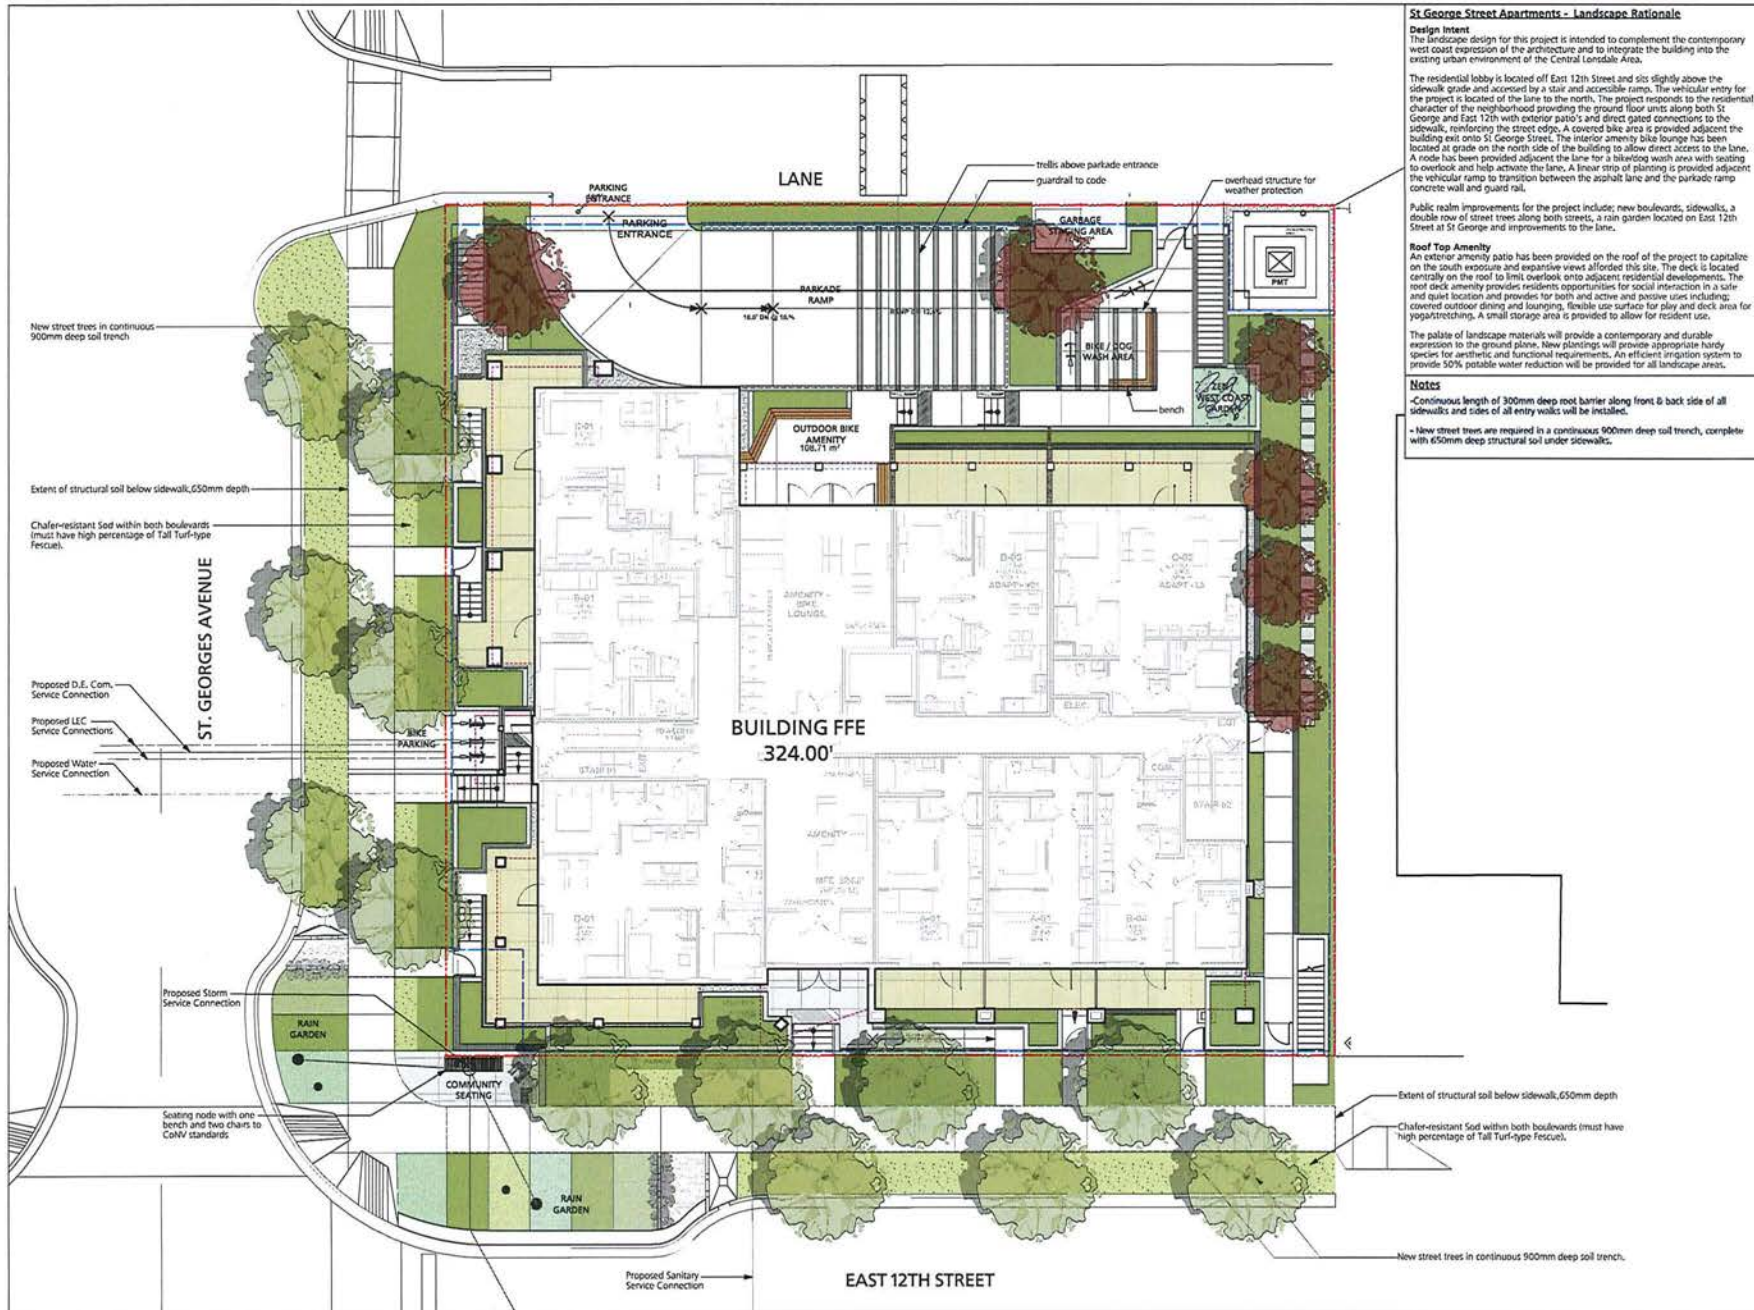 St George Street Apartments - Landscape Rationale
Design Intent
The landscape design for this project is intended to complement the contemporary
west coast expression of the architecture and to integrate the building into the
existing urban environment of the Central Lonsdale Area.
The residential lobby is located off East 12th Street and sits slightly above the
sidewalk grade and accessed by a stair and accessible ramp. The vehicular entry for
the project is located of the lane to the north. The project responds to the residential
character of the neighborhood providing the ground floor units along both St
George and East 12th with exterior patio's and direct gated connections to the
sidewalk, reinforcing the street edge. A covered bike area is provided adjacent the
building exit onto St George Street. The interior amenity bike lounge has been
located at grade on the north side of the building to allow direct access to the lane.
A node has been provided adjacent the lane for a bike/dog wash area with seating
to overlook and help activate the lane. A linear strip of planting is provided adjacent
the vehicular ramp to transition between the asphalt lane and the parkade ramp
concrete wall and guard rail.
Public realm improvements for the project include; new boulevards, sidewalks, a
double row of street trees along both streets, a rain garden located on East 12th
Street at St George and improvements to the lane.
Roof Top Amenity
An exterior amenity patio has been provided on the roof of the project to capitalize
on the south exposure and expansive views afforded this site. The deck is located
centrally on the roof to limit overlook onto adjacent residential developments. The
roof deck amenity provides residents opportunities for social interaction in a safe
and quiet location and provides for both and active and passive uses including;
covered outdoor dining and lounging, flexible use surface for play and deck area for
yoga/stretching. A small storage area is provided to allow for resident use.
The palate of landscape materials will provide a contemporary and durable
expression to the ground plane. New plantings will provide appropriate hardy
species for aesthetic and functional requirements. An efficient irrigation system to
provide 50% potable water reduction will be provided for all landscape areas.
Notes
-Continuous length of 300mm deep root barrier along front & back side of all
sidewalks and sides of all entry walks will be installed.
- New street trees are required in a continuous 900mm deep soil trench, complete
with 650mm deep structural soil under sidewalks.
LANE
trellis above parkade entrance
guardrail to code
overhead structure for
weather protection
PARKING
ENTRANCE
PARKING
ENTRANCE
GARBAGE
STAGING AREA
PMT
PARKADE
RAMP
BIKE / DOG
WASH AREA
bench
WEST COAST
GARDEN
OUTDOOR BIKE
AMENITY
108.71 m²
New street trees in continuous
900mm deep soil trench
Extent of structural soil below sidewalk,650mm depth
Chafer-resistant Sod within both boulevards
(must have high percentage of Tall Turf-type
Fescue).
ST. GEORGES AVENUE
Proposed D.E. Com.
Service Connection
Proposed LEC
Service Connections
Proposed Water
Service Connection
BIKE
PARKING
C-01
B-01
AMENITY -
BIKE
LOUNGE
ELEC.
EXIT
BUILDING FFE
324.00'
EXIT
COM.
AMENITY
D-01
A-01
Proposed Storm
Service Connection
RAIN
GARDEN
COMMUNITY
SEATING
Seating node with one
bench and two chairs to
CoNV standards
RAIN
GARDEN
Proposed Sanitary
Service Connection
EAST 12TH STREET
Extent of structural soil below sidewalk,650mm depth
Chafer-resistant Sod within both boulevards (must have
high percentage of Tall Turf-type Fescue).
New street trees in continuous 900mm deep soil trench.